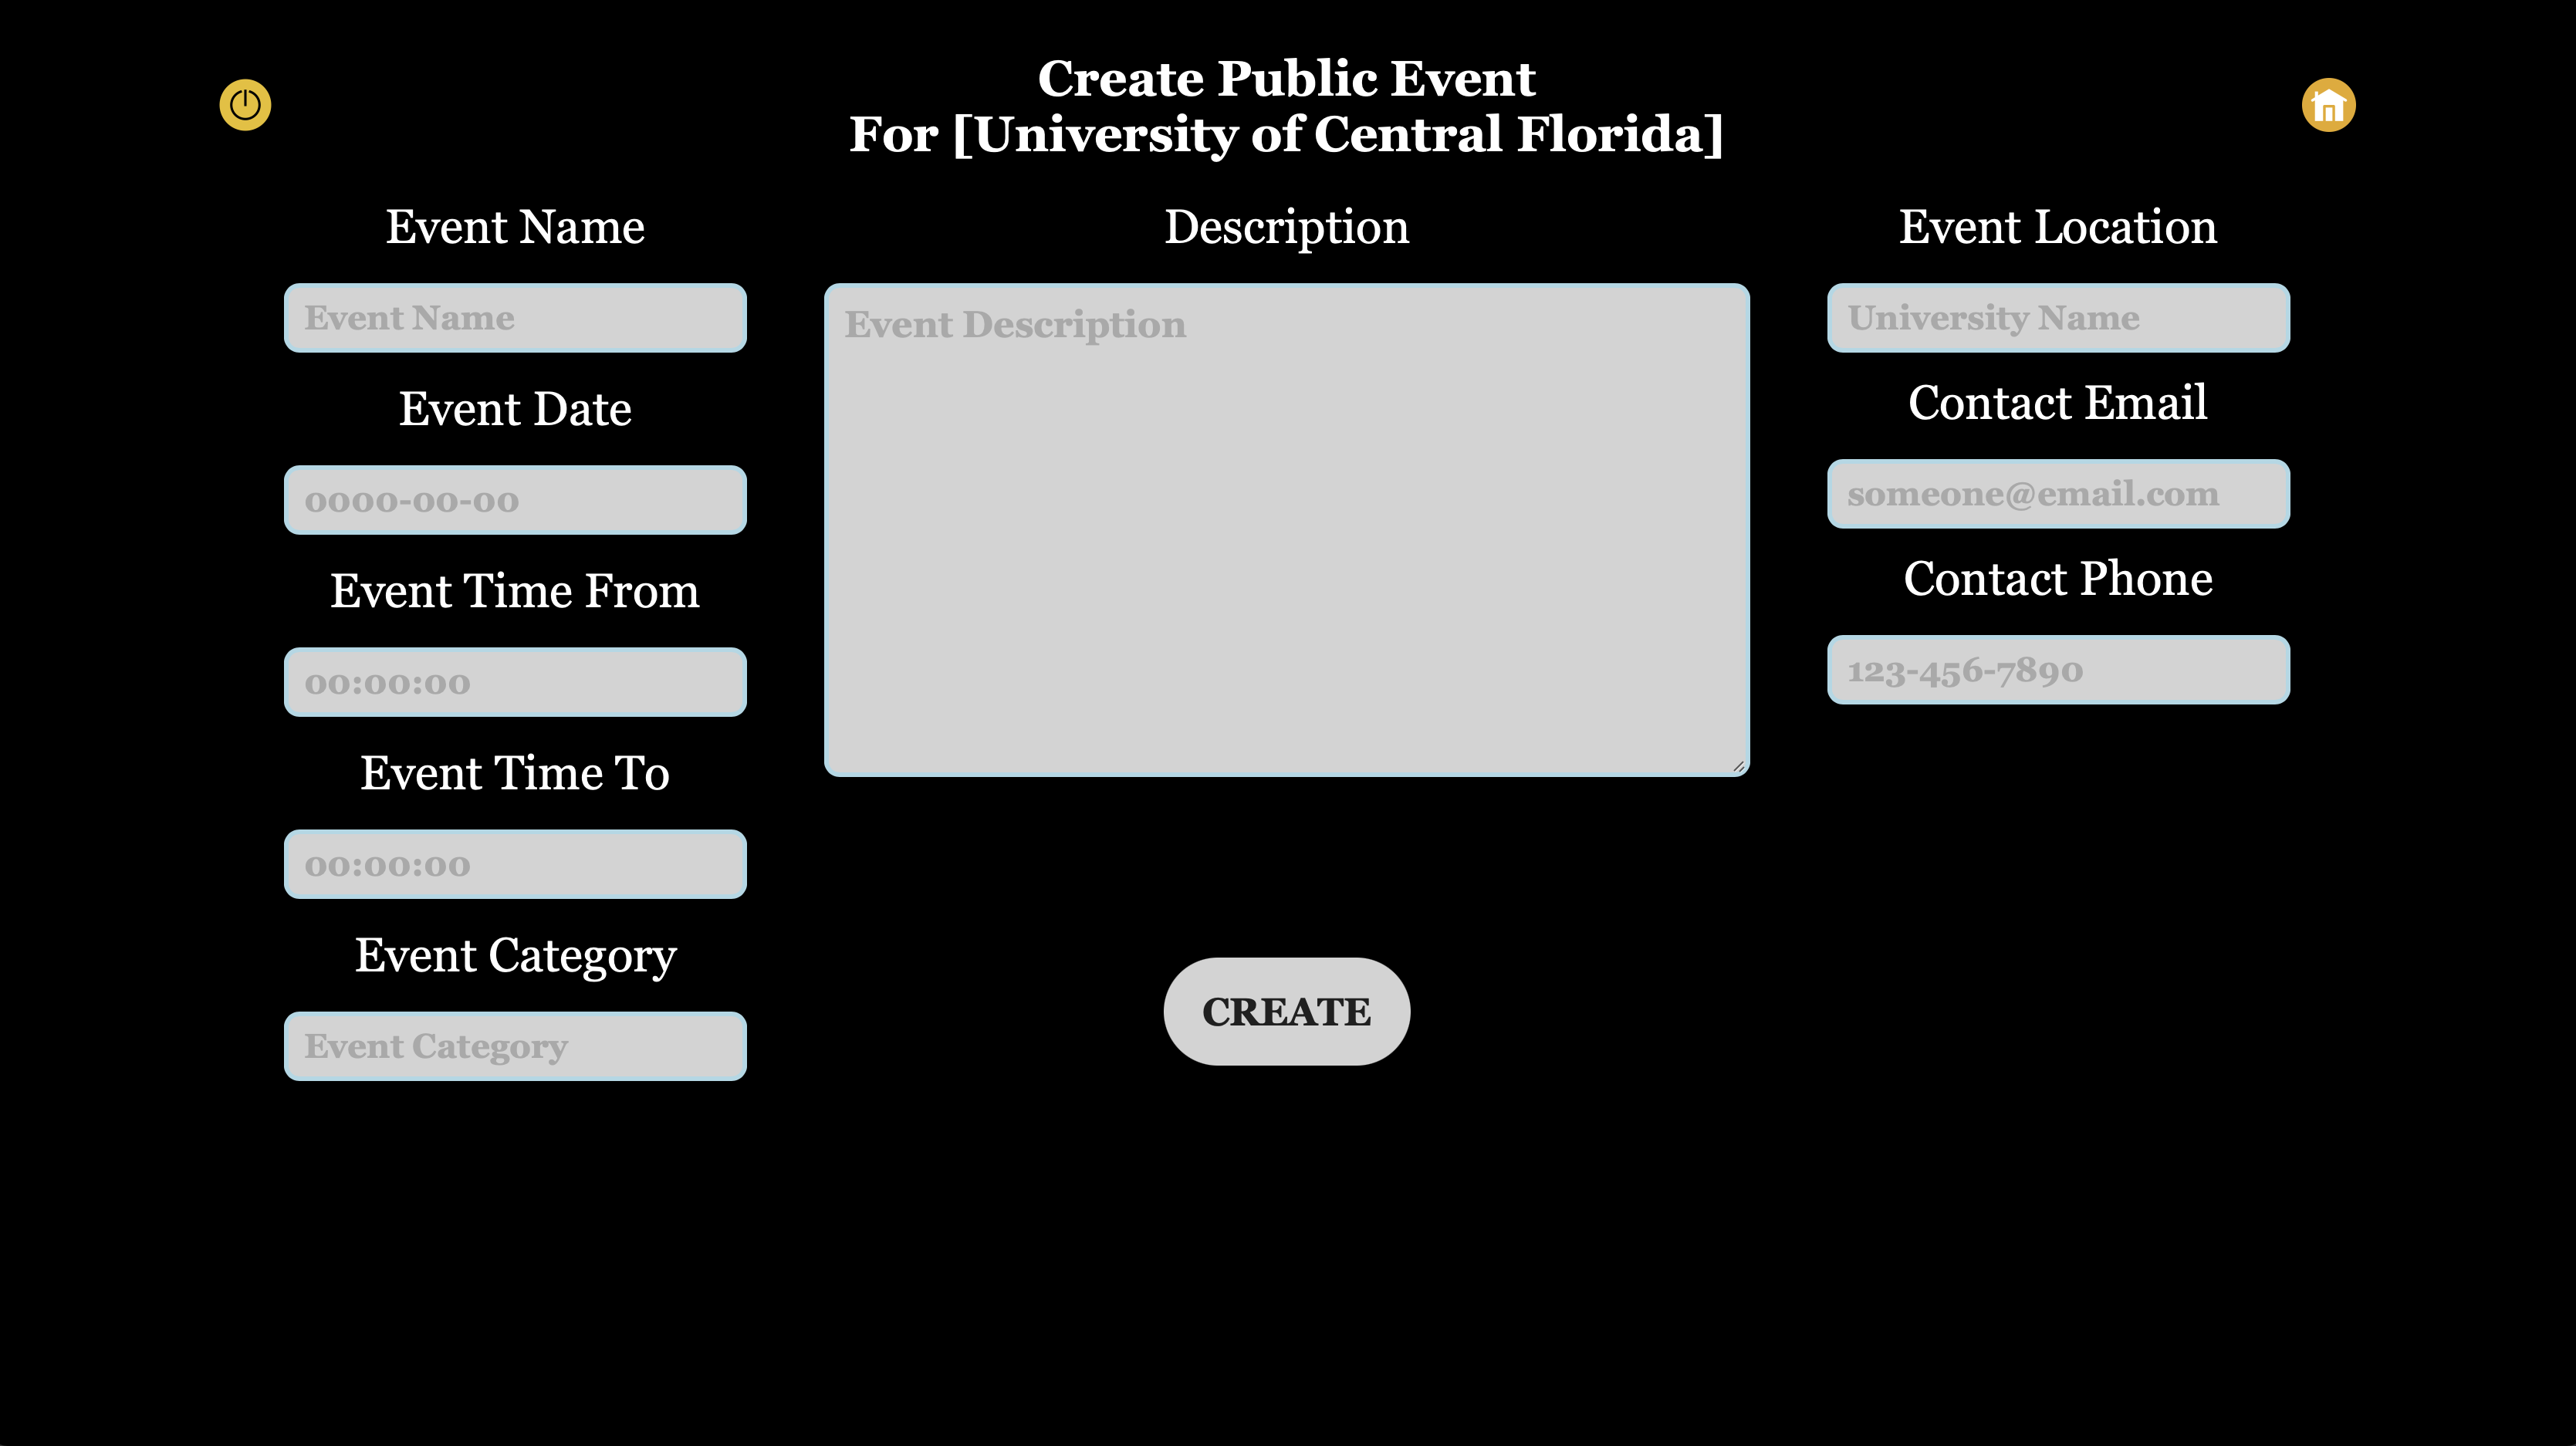 Create Public Event
For [University of Central Florida]
Event Name
Event Name
Event Date
0000-00-00
Event Time From
00:00:00
Event Time To
00:00:00
Event Category
Event Category
Description
Event Description
CREATE
Event Location
University Name
Contact Email
someone@email.com
Contact Phone
123-456-7890